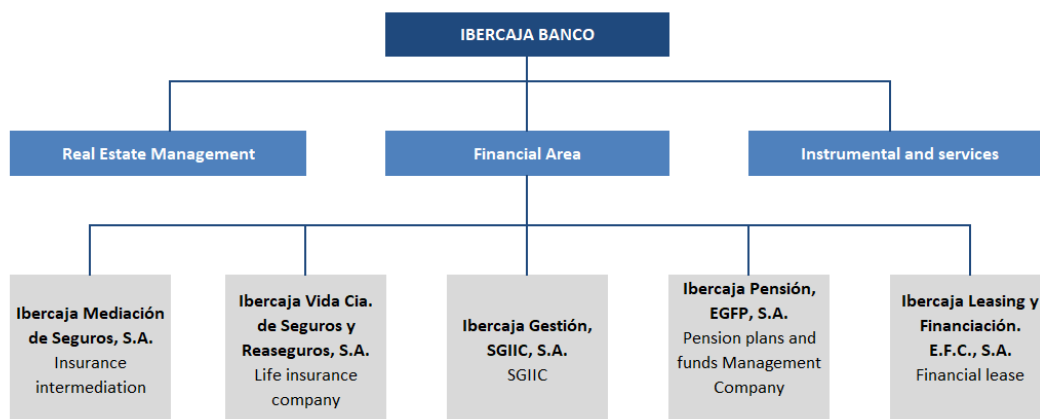 IBERCAJA BANCO
Real Estate Management
Financial Area
Instrumental and services
Ibercaja Mediación
de Seguros, S.A.
Insurance
intermediation
Ibercaja Vida Cia.
de Seguros y
Reaseguros, S.A.
Life insurance
company
Ibercaja Gestión,
SGIIC, S.A.
SGIIC
Ibercaja Pensión,
EGFP, S.A.
Pension plans and
funds Management
Company
Ibercaja Leasing y
Financiación.
E.F.C., S.A.
Financial lease